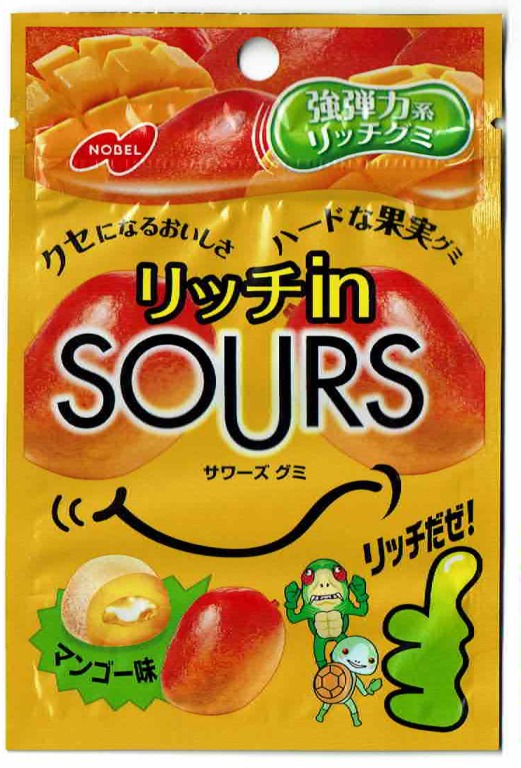 NOBEL
強弾力系
リッチグミ
クセになるおいしさ
ハードな果実グミ
リッチin
SOURS
サワーズ グミ
リッチだぜ!
マンゴー味